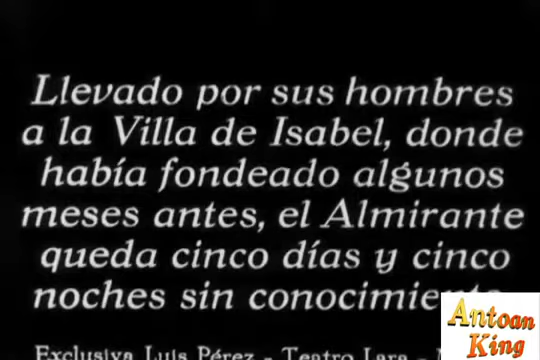 Llevado por sus hombres
a la Villa de Isabel, donde
había fondeado algunos
meses antes, el Almirante
queda cinco días y cinco
noches sin
Exclusiva Luis Pérez - Teatro Lara -
Antoan
King